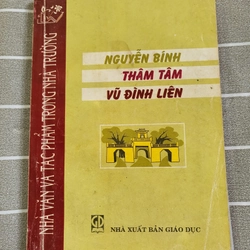 NHÀ VĂN VÀ TÁC PHẨM TRONG NHÀ TRƯỜNG
NGUYỄN BÍNH
THÂM TÂM
VŨ ĐÌNH LIÊN
NHÀ XUẤT BẢN GIÁO DỤC